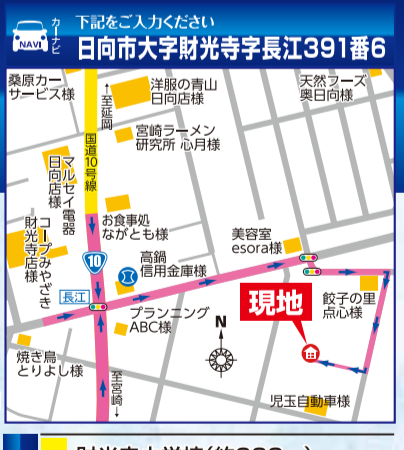 NAVI
カーナビ
下記をご入力ください
日向市大字財光寺字長江391番6
桑原カー
サービス様
↑至延岡
洋服の青山
日向店様
天然フーズ
奥日向様
国道10号線
宮崎ラーメン
研究所 心月様
マルセイ電器
日向店様
コープみやざき
財光寺店様
お食事処
ながとも様
美容室
esora様
10
高鍋
信用金庫様
長江
現地
餃子の里
点心様
プランニング
ABC様
N
焼き鳥
とりよし様
至宮崎↓
児玉自動車様